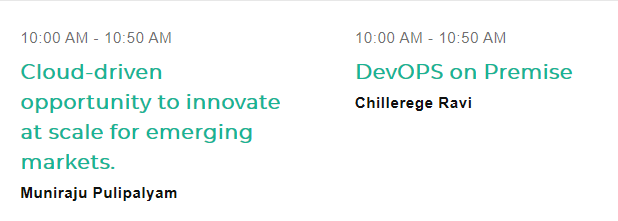 10:00 AM - 10:50 AM
Cloud-driven
opportunity to innovate
at scale for emerging
markets.
Muniraju Pulipalyam
10:00 AM - 10:50 AM
DevOPS on Premise
Chillerege Ravi